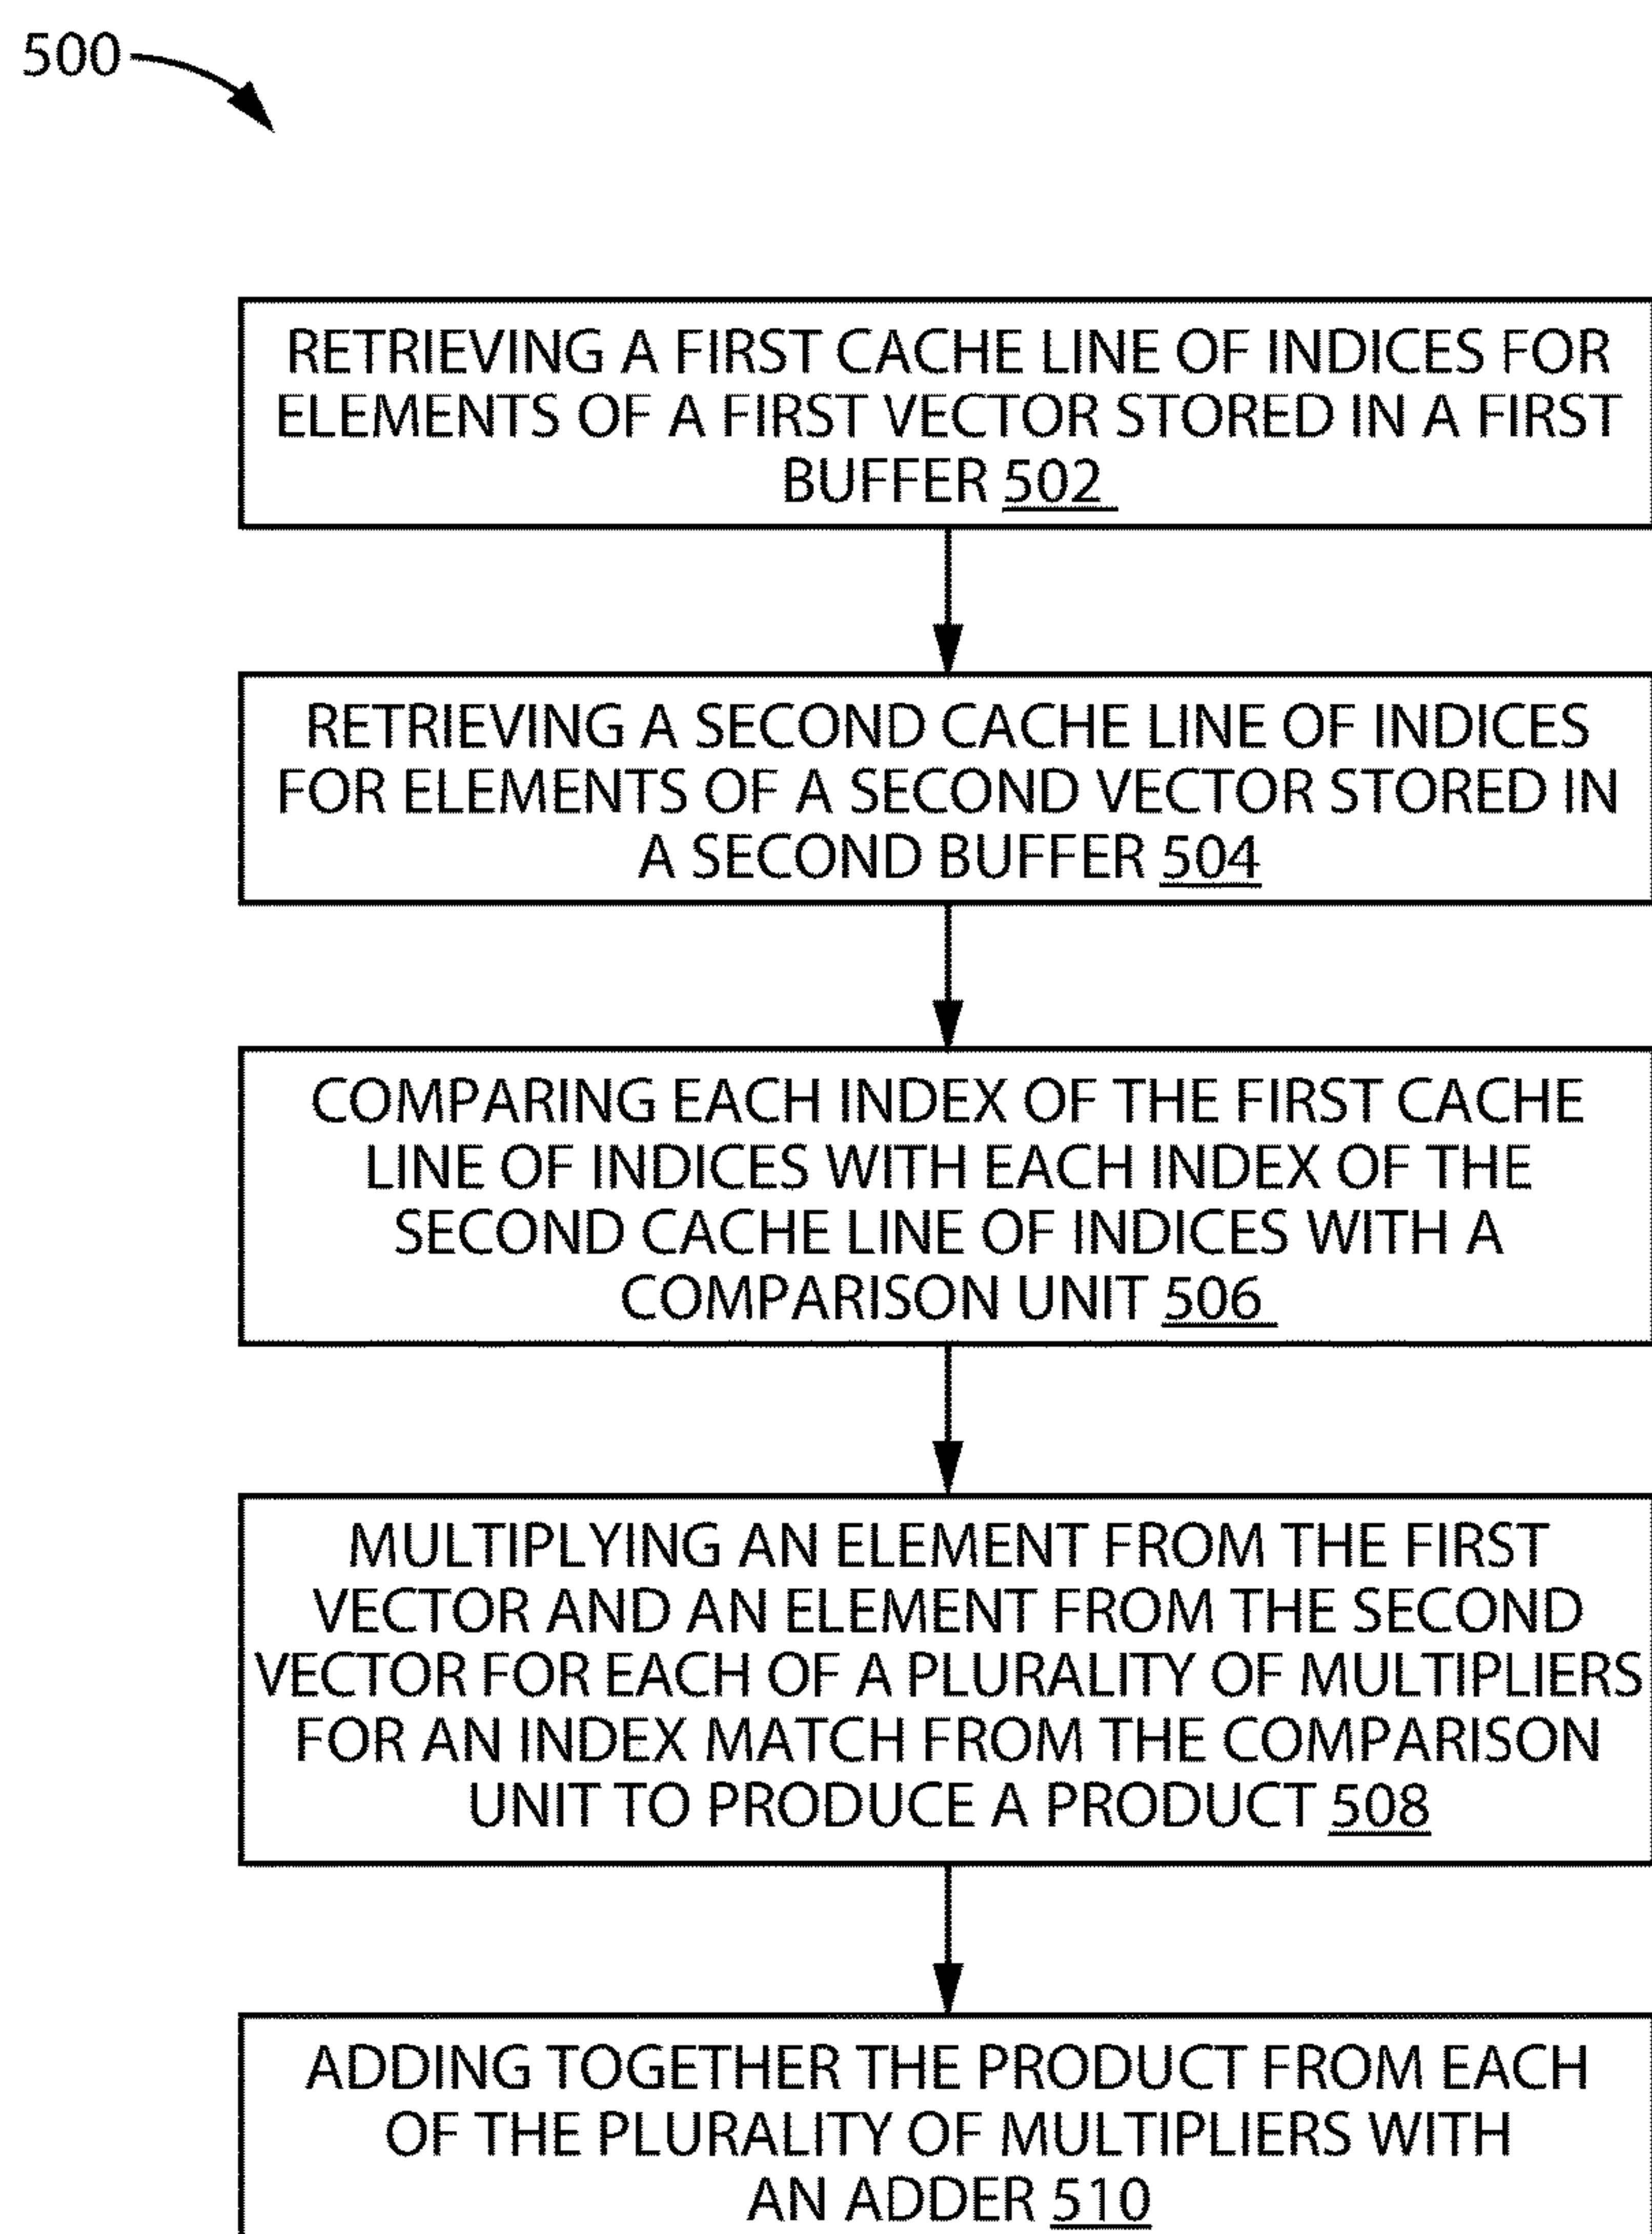 500
RETRIEVING A FIRST CACHE LINE OF INDICES FOR
ELEMENTS OF A FIRST VECTOR STORED IN A FIRST
BUFFER 502
RETRIEVING A SECOND CACHE LINE OF INDICES
FOR ELEMENTS OF A SECOND VECTOR STORED IN
A SECOND BUFFER 504
COMPARING EACH INDEX OF THE FIRST CACHE
LINE OF INDICES WITH EACH INDEX OF THE
SECOND CACHE LINE OF INDICES WITH A
COMPARISON UNIT 506
MULTIPLYING AN ELEMENT FROM THE FIRST
VECTOR AND AN ELEMENT FROM THE SECOND
VECTOR FOR EACH OF A PLURALITY OF MULTIPLIERS
FOR AN INDEX MATCH FROM THE COMPARISON
UNIT TO PRODUCE A PRODUCT 508
ADDING TOGETHER THE PRODUCT FROM EACH
OF THE PLURALITY OF MULTIPLIERS WITH
AN ADDER 510